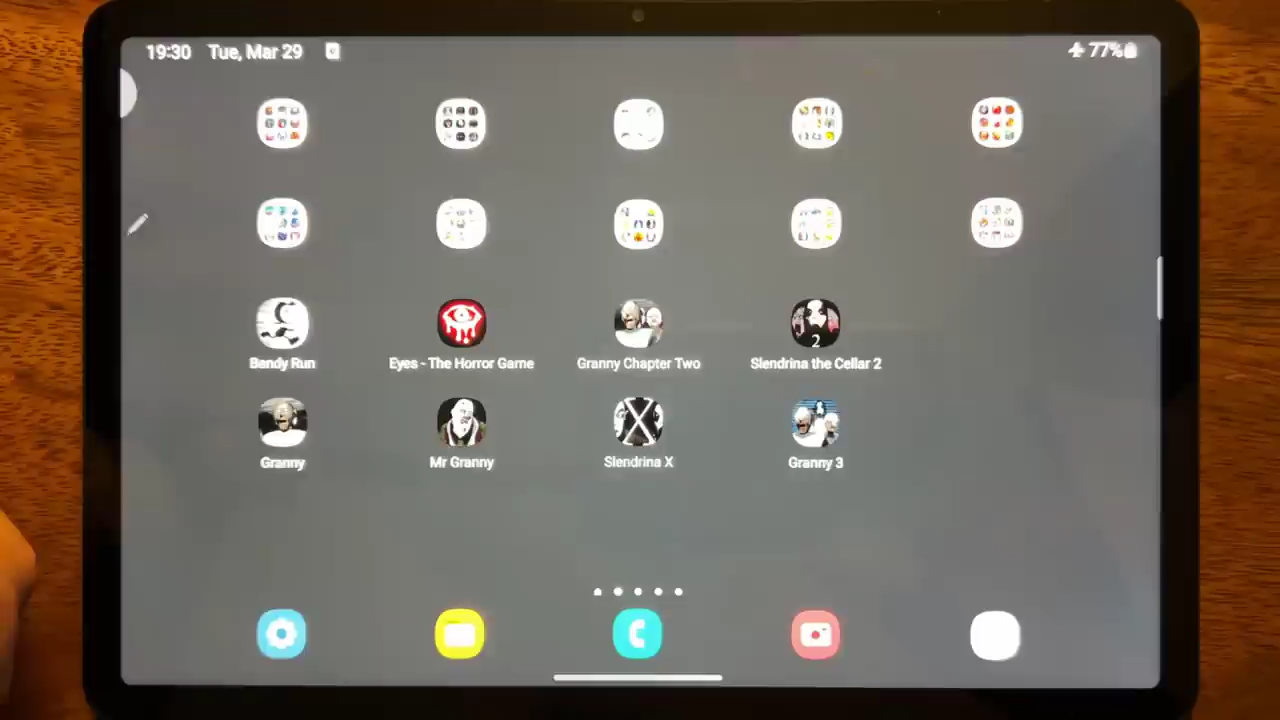 19:30 Tue, Mar 29 77%
Bendy Run Eyes - The Horror Game Granny Chapter Two Slendrina the Cellar 2
Granny Mr Granny Slendrina X Granny 3